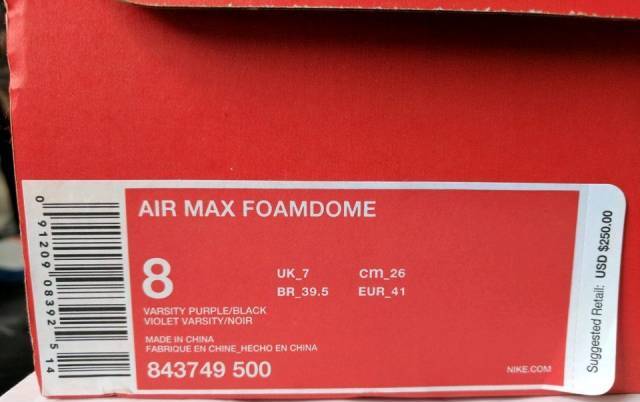 AIR MAX FOAMDOME
8
UK_7 cm_26
BR_39.5 EUR_41
VARSITY PURPLE/BLACK
VIOLET VARSITY/NOIR
MADE IN CHINA
FABRIQUE EN CHINE_HECHO EN CHINA
843749 500
NIKE.COM
0 91209 08392 5 14
Suggested Retail: USD $250.00